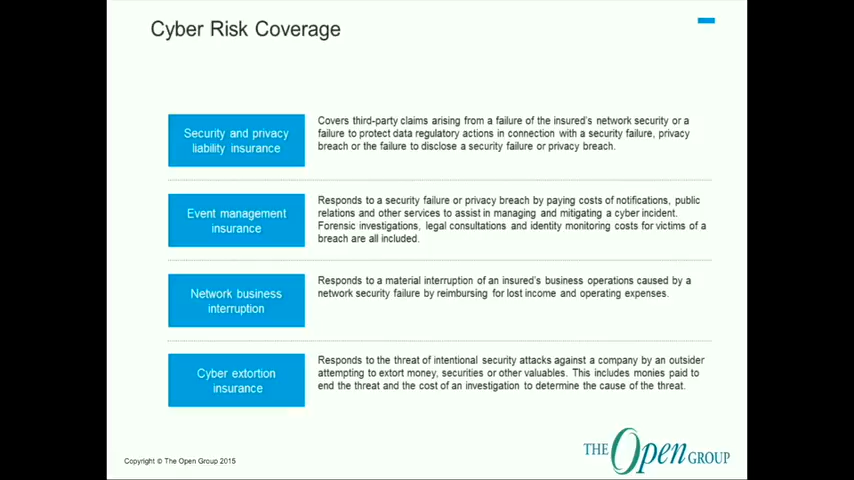 Cyber Risk Coverage
Security and privacy
liability insurance
Covers third-party claims arising from a failure of the insured's network security or a
failure to protect data regulatory actions in connection with a security failure, privacy
breach or the failure to disclose a security failure or privacy breach.
Event management
insurance
Responds to a security failure or privacy breach by paying costs of notifications, public
relations and other services to assist in managing and mitigating a cyber incident.
Forensic investigations, legal consultations and identity monitoring costs for victims of a
breach are all included.
Network business
interruption
Responds to a material interruption of an insured's business operations caused by a
network security failure by reimbursing for lost income and operating expenses.
Cyber extortion
insurance
Responds to the threat of intentional security attacks against a company by an outsider
attempting to extort money, securities or other valuables. This includes monies paid to
end the threat and the cost of an investigation to determine the cause of the threat.
Copyright © The Open Group 2015
THE Open GROUP